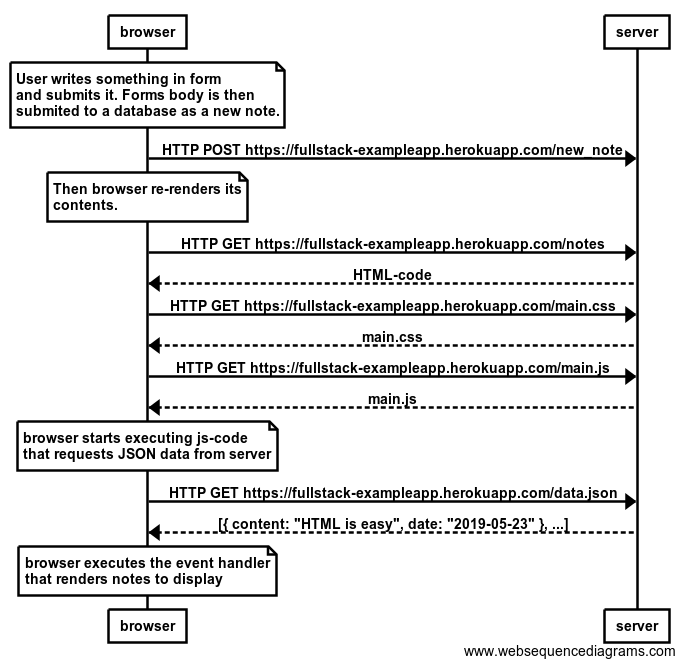 browser
server
User writes something in form
and submits it. Forms body is then
submited to a database as a new note.
HTTP POST https://fullstack-exampleapp.herokuapp.com/new_note
Then browser re-renders its
contents.
HTTP GET https://fullstack-exampleapp.herokuapp.com/notes
HTML-code
HTTP GET https://fullstack-exampleapp.herokuapp.com/main.css
main.css
HTTP GET https://fullstack-exampleapp.herokuapp.com/main.js
main.js
browser starts executing js-code
that requests JSON data from server
HTTP GET https://fullstack-exampleapp.herokuapp.com/data.json
[{ content: "HTML is easy", date: "2019-05-23" }, ...]
browser executes the event handler
that renders notes to display
browser
server
www.websequencediagrams.com